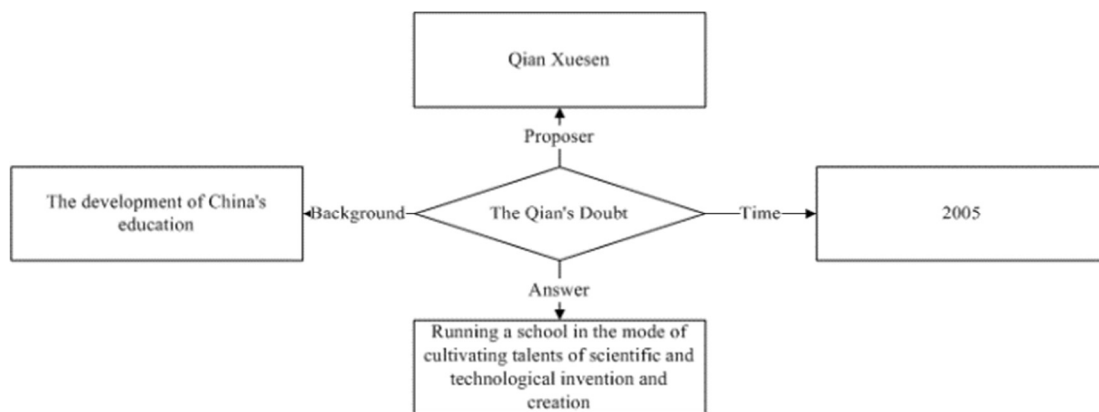 Qian Xuesen
Proposer
The development of China's
education
Background
The Qian's Doubt
Time
2005
Answer
Running a school in the mode of
cultivating talents of scientific and
technological invention and
creation